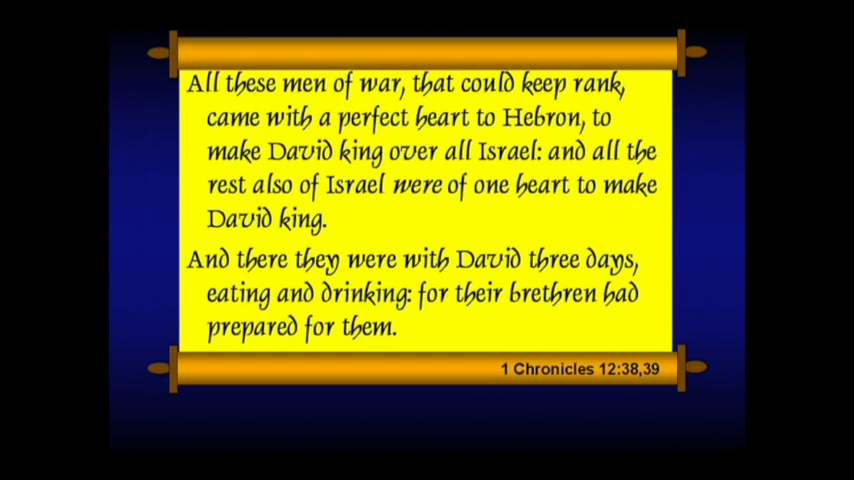 All these men of war, that could keep rank,
came with a perfect heart to Hebron, to
make David king over all Israel: and all the
rest also of Israel were of one heart to make
David king.
And there they were with David three days,
eating and drinking: for their brethren had
prepared for them.
1 Chronicles 12:38,39